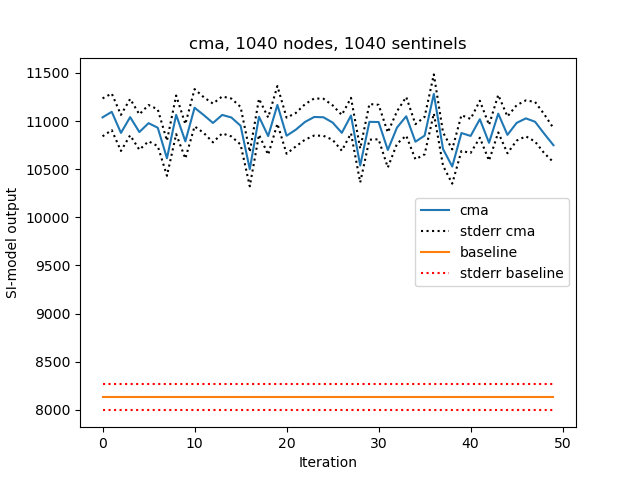 cma, 1040 nodes, 1040 sentinels
11500
11000
10500
10000
9500
9000
8500
8000
SI-model output
cma
stderr cma
baseline
stderr baseline
0
10
20
30
40
50
Iteration